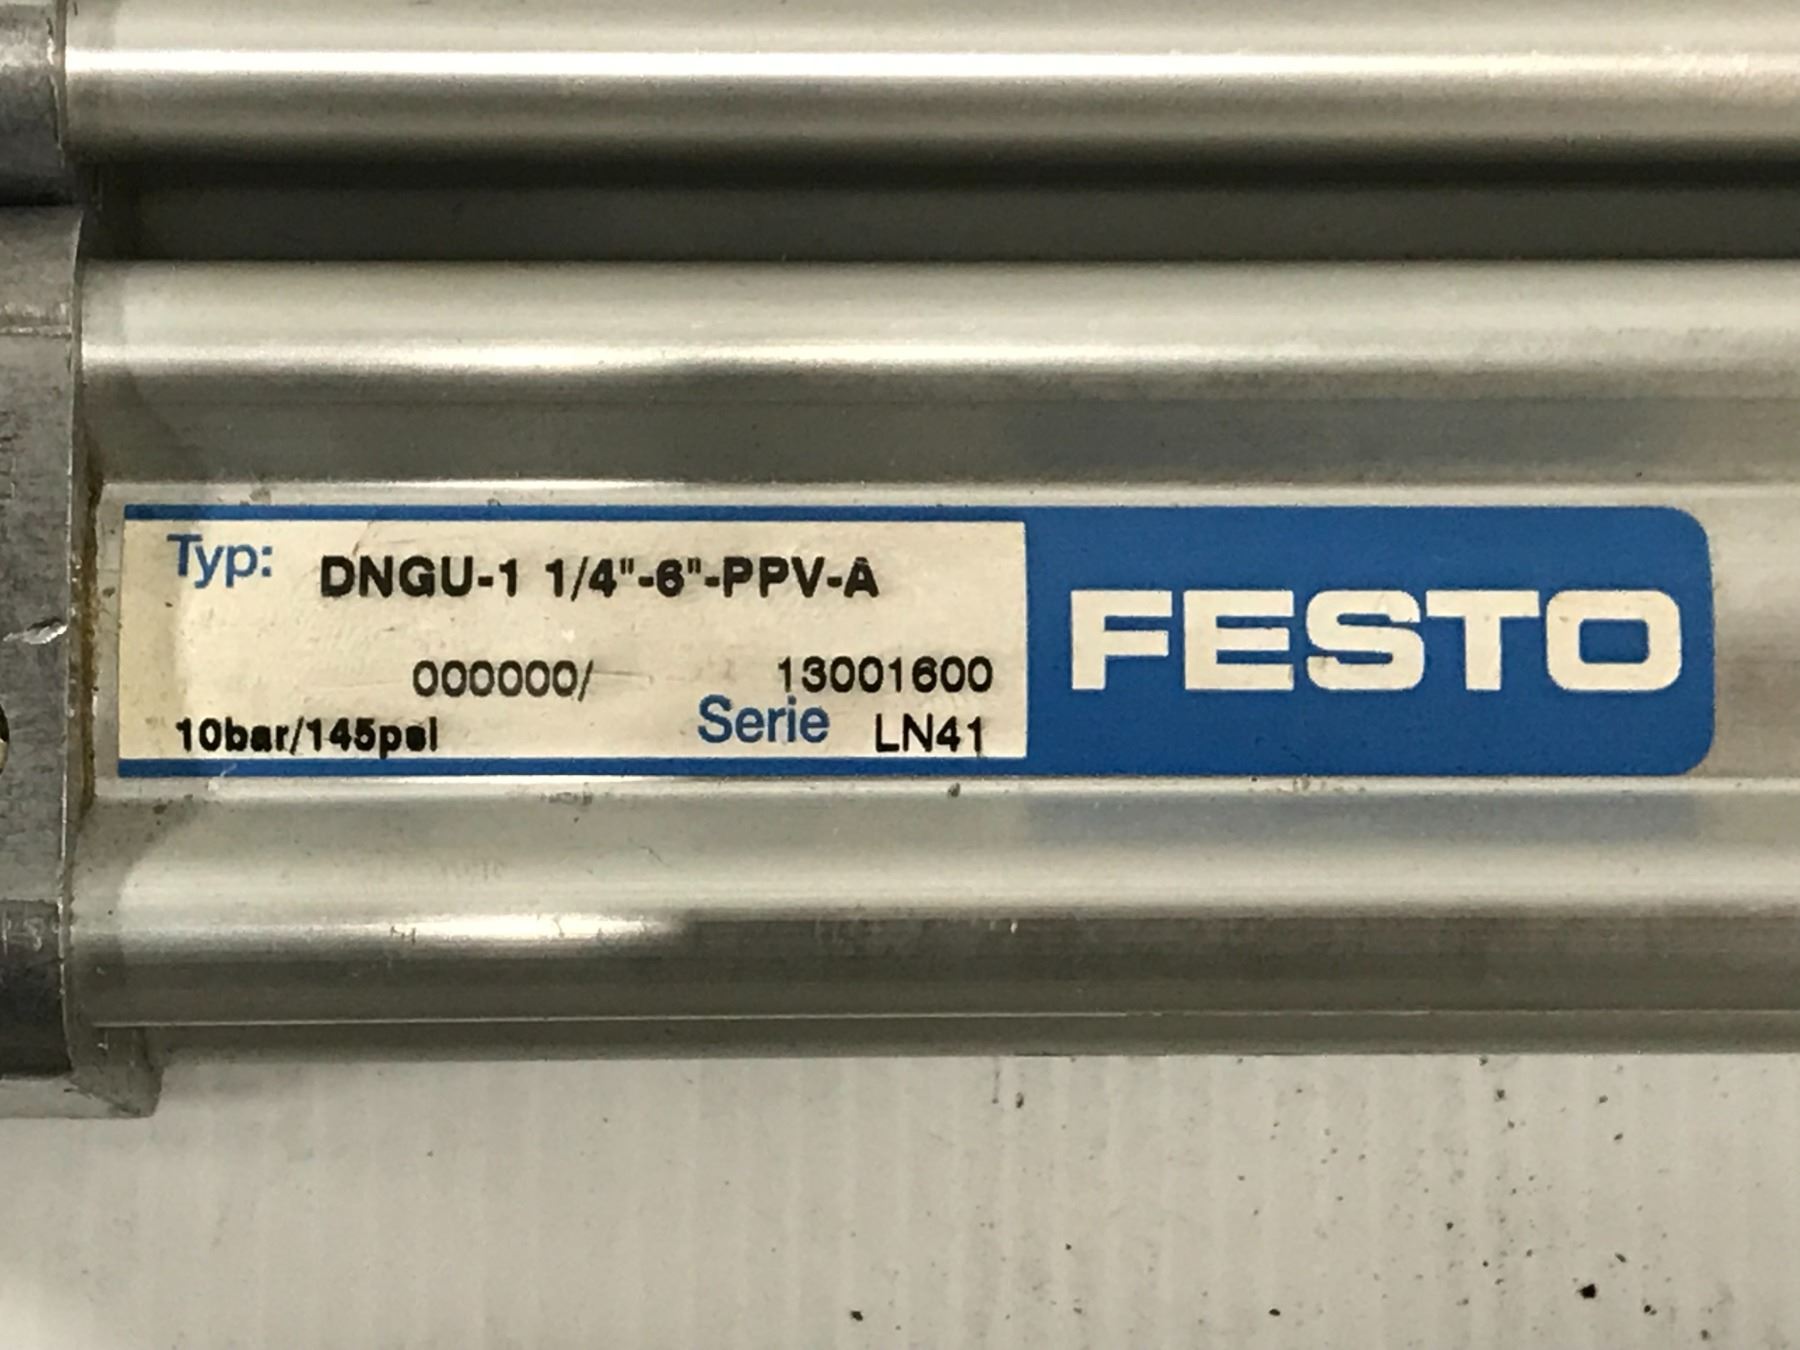 Typ: DNGU-1 1/4"-6"-PPV-A
000000/ 13001600
10bar/145psi Serie LN41
FESTO